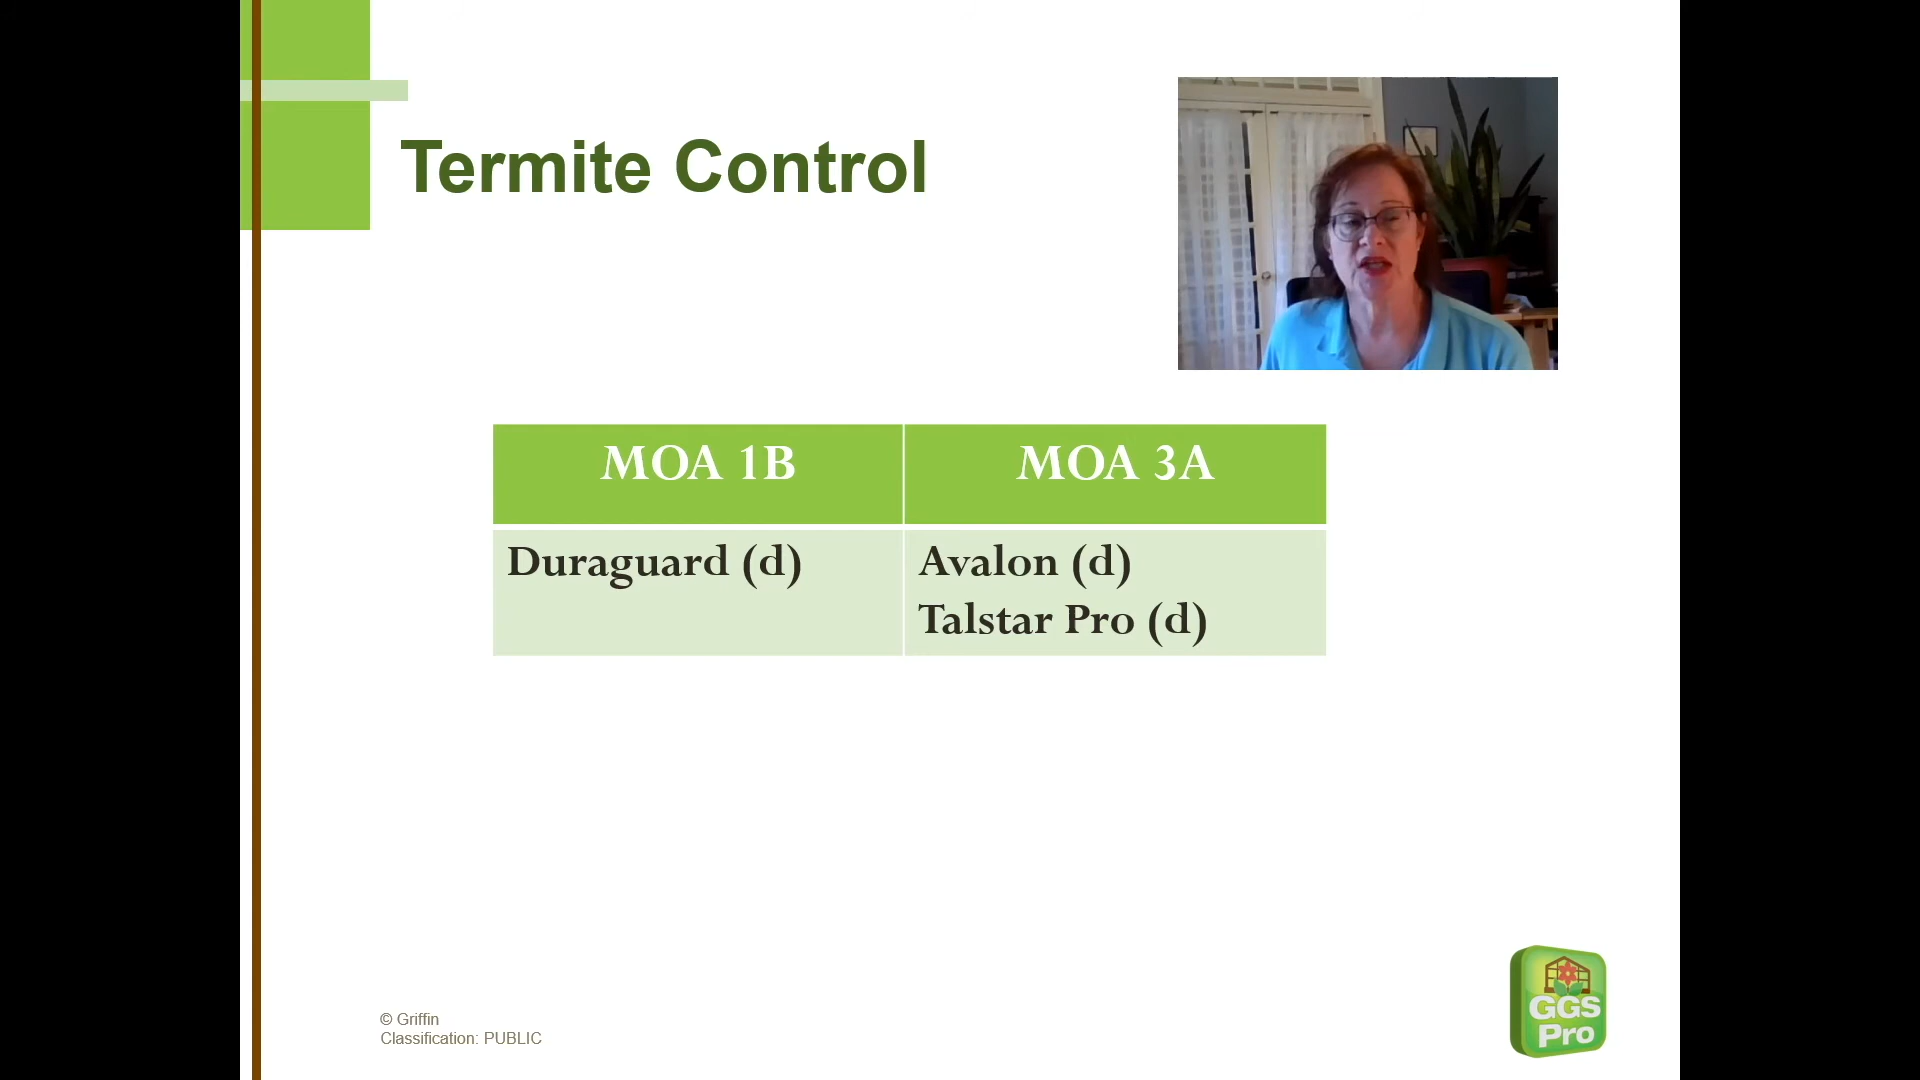 Termite Control
MOA 1B
MOA 3A
Duraguard (d)
Avalon (d)
Talstar Pro (d)
© Griffin
Classification: PUBLIC
GGS
Pro